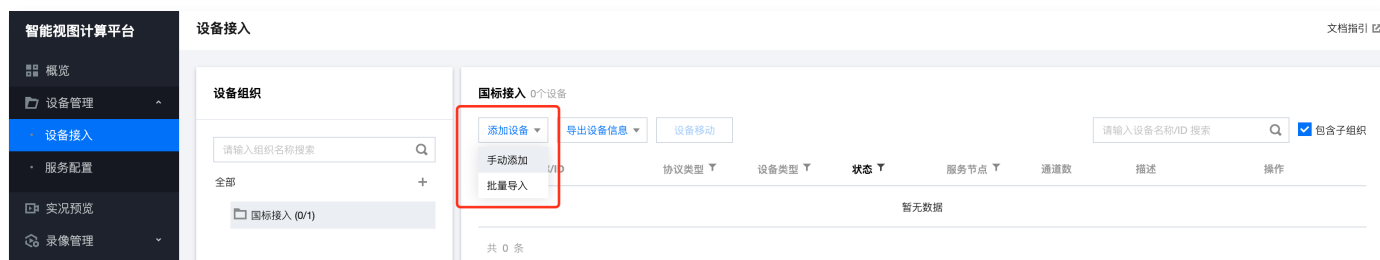 智能视图计算平台
设备接入
文档指引
概览
设备管理
设备接入
服务配置
实况预览
录像管理
设备组织
请输入组织名称搜索
全部
国标接入 (0/1)
国标接入 0个设备
添加设备 导出设备信息 设备移动
请输入设备名称/ID 搜索
包含子组织
手动添加
批量导入
/ID 协议类型 设备类型 状态 服务节点 通道数 描述 操作
暂无数据
共 0 条